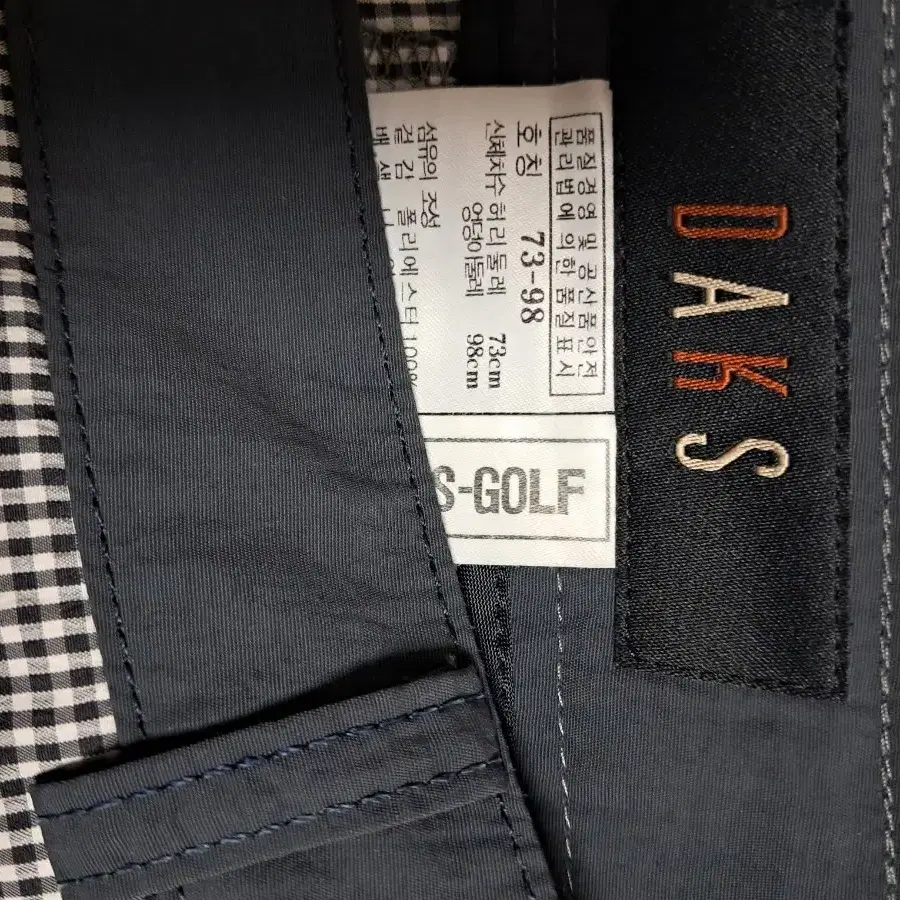 DAKS
품질경영 및 공산품안전
관리법에 의한 품질표시
호칭 73-98
신체치수 허리둘레 73cm
엉덩이둘레 98cm
섬유의 조성
겉감 폴리에스터 100%
S-GOLF